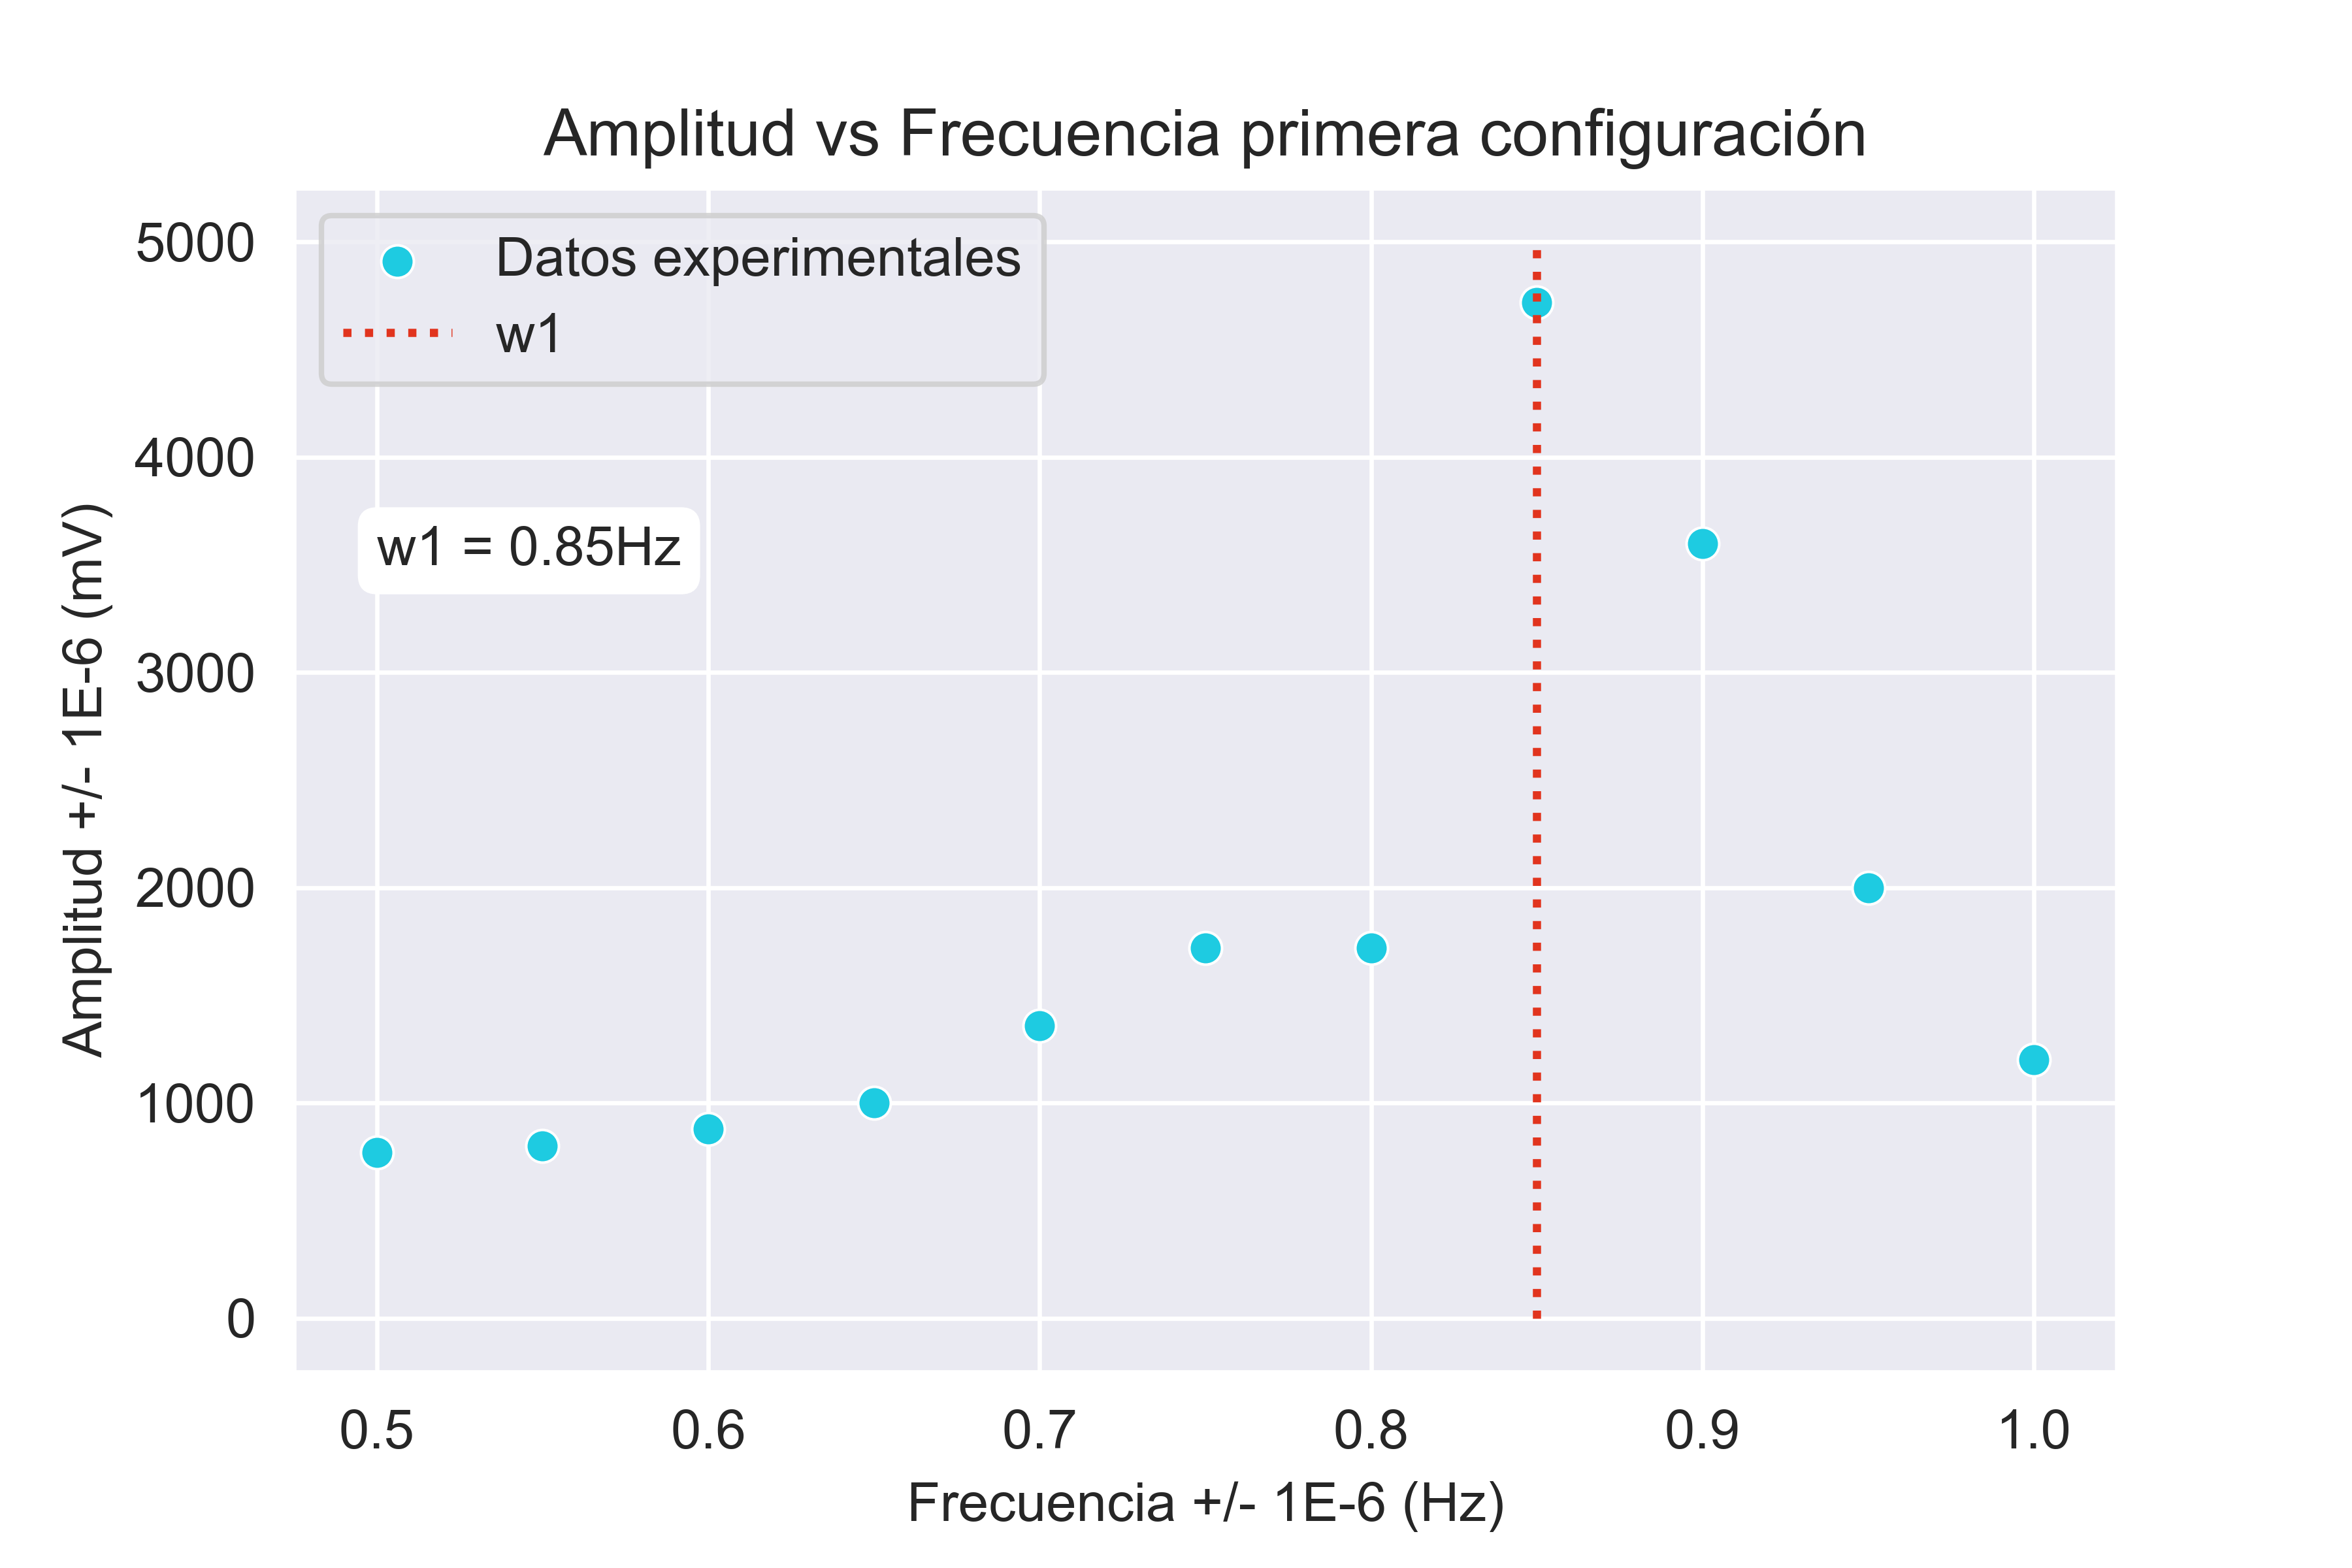 Amplitud vs Frecuencia primera configuración
Datos experimentales
w1
w1 = 0.85Hz
Amplitud +/- 1E-6 (mV)
5000
4000
3000
2000
1000
0
0.5 0.6 0.7 0.8 0.9 1.0
Frecuencia +/- 1E-6 (Hz)